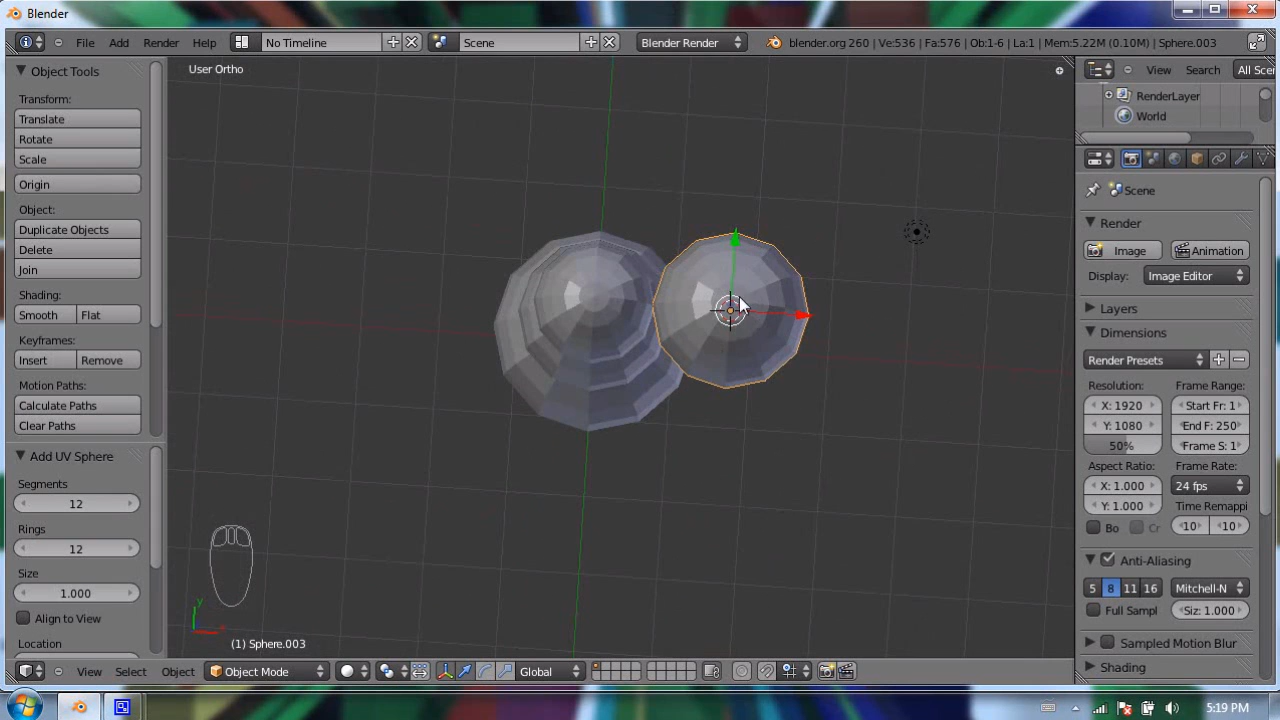 Blender
File Add Render Help No Timeline Scene Blender Render blender.org 260 | Ve:536 | Fa:576 | Ob:1-6 | La:1 | Mem:5.22M (0.10M) | Sphere.003
Object Tools
User Ortho
View Search All Sce
RenderLayer
World
Transform:
Translate
Rotate
Scale
Origin
Object:
Duplicate Objects
Delete
Join
Shading:
Smooth Flat
Keyframes:
Insert Remove
Motion Paths:
Calculate Paths
Clear Paths
Add UV Sphere
Segments
12
Rings
12
Size
1.000
Align to View
Location
y
(1) Sphere.003
View Select Object Object Mode Global
Scene
Render
Image Animation
Display: Image Editor
Layers
Dimensions
Render Presets
Resolution: Frame Range:
X: 1920 Start Fr: 1
Y: 1080 End F: 250
50% Frame S: 1
Aspect Ratio: Frame Rate:
X: 1.000 24 fps
Y: 1.000 Time Remappi
Bo Cr 10 10
Anti-Aliasing
5 8 11 16 Mitchell-N
Full Sampl Siz: 1.000
Sampled Motion Blur
Shading
5:19 PM